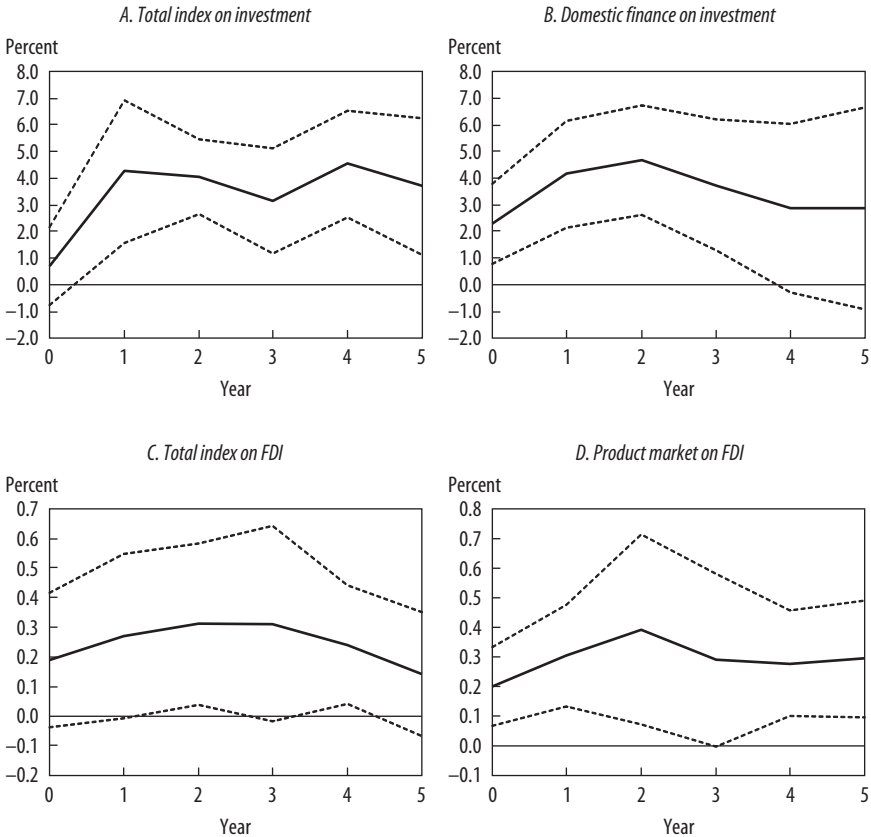 A. Total index on investment
Percent
8.0
7.0
6.0
5.0
4.0
3.0
2.0
1.0
0.0
–1.0
–2.0
0 1 2 3 4 5
Year
B. Domestic finance on investment
Percent
8.0
7.0
6.0
5.0
4.0
3.0
2.0
1.0
0.0
–1.0
–2.0
0 1 2 3 4 5
Year
C. Total index on FDI
Percent
0.7
0.6
0.5
0.4
0.3
0.2
0.1
0.0
–0.1
–0.2
0 1 2 3 4 5
Year
D. Product market on FDI
Percent
0.8
0.7
0.6
0.5
0.4
0.3
0.2
0.1
0.0
–0.1
0 1 2 3 4 5
Year